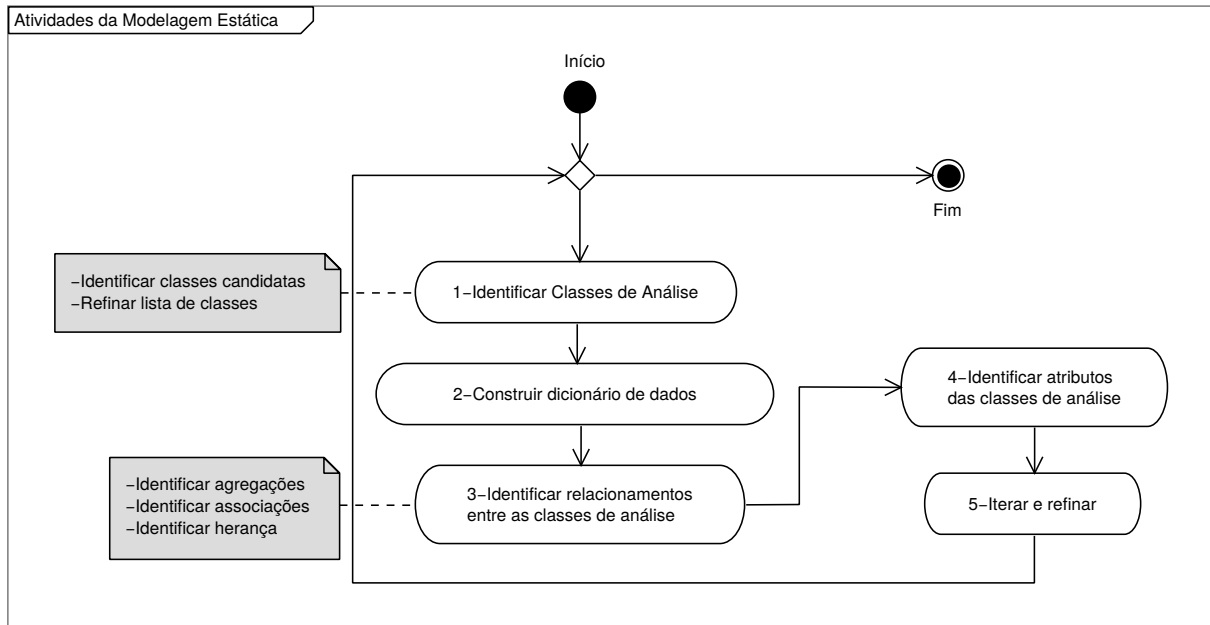 Atividades da Modelagem Estática
Início
Fim
−Identificar classes candidatas
−Refinar lista de classes
1−Identificar Classes de Análise
2−Construir dicionário de dados
4−Identificar atributos
das classes de análise
−Identificar agregações
−Identificar associações
−Identificar herança
3−Identificar relacionamentos
entre as classes de análise
5−Iterar e refinar